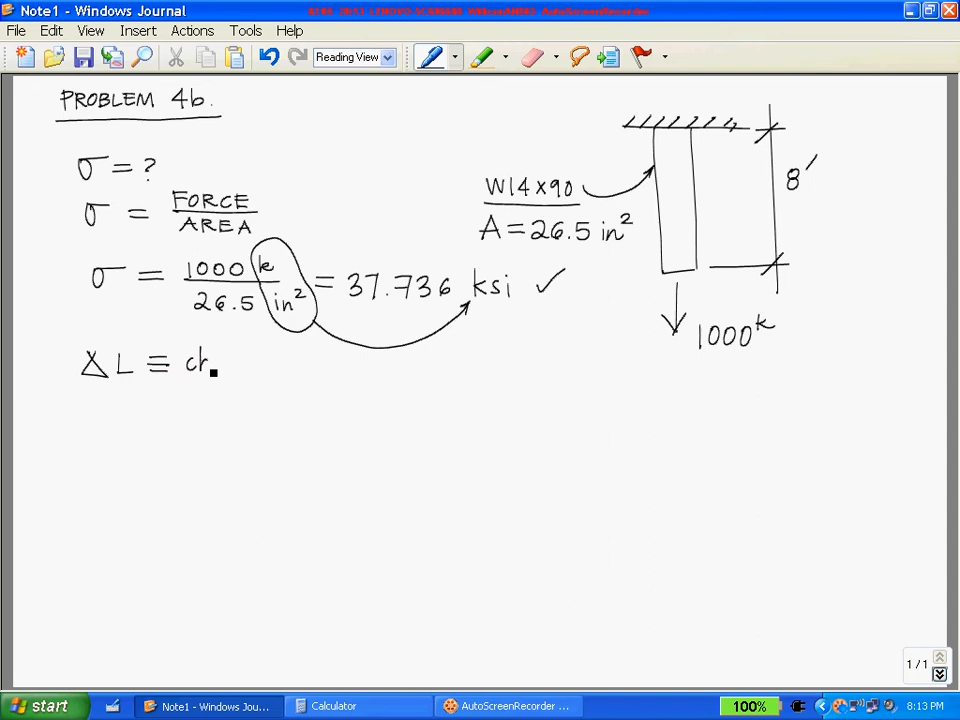 Note1 - Windows Journal
File Edit View Insert Actions Tools Help
Reading View
PROBLEM 4b.
σ = ?
σ = FORCE / AREA
σ = 1000 k / 26.5 in² = 37.736 ksi ✓
ΔL ≡ ch
W14x90
A = 26.5 in²
8'
1000k
1 / 1
start
Note1 - Windows Jou...
Calculator
AutoScreenRecorder ...
100%
8:13 PM